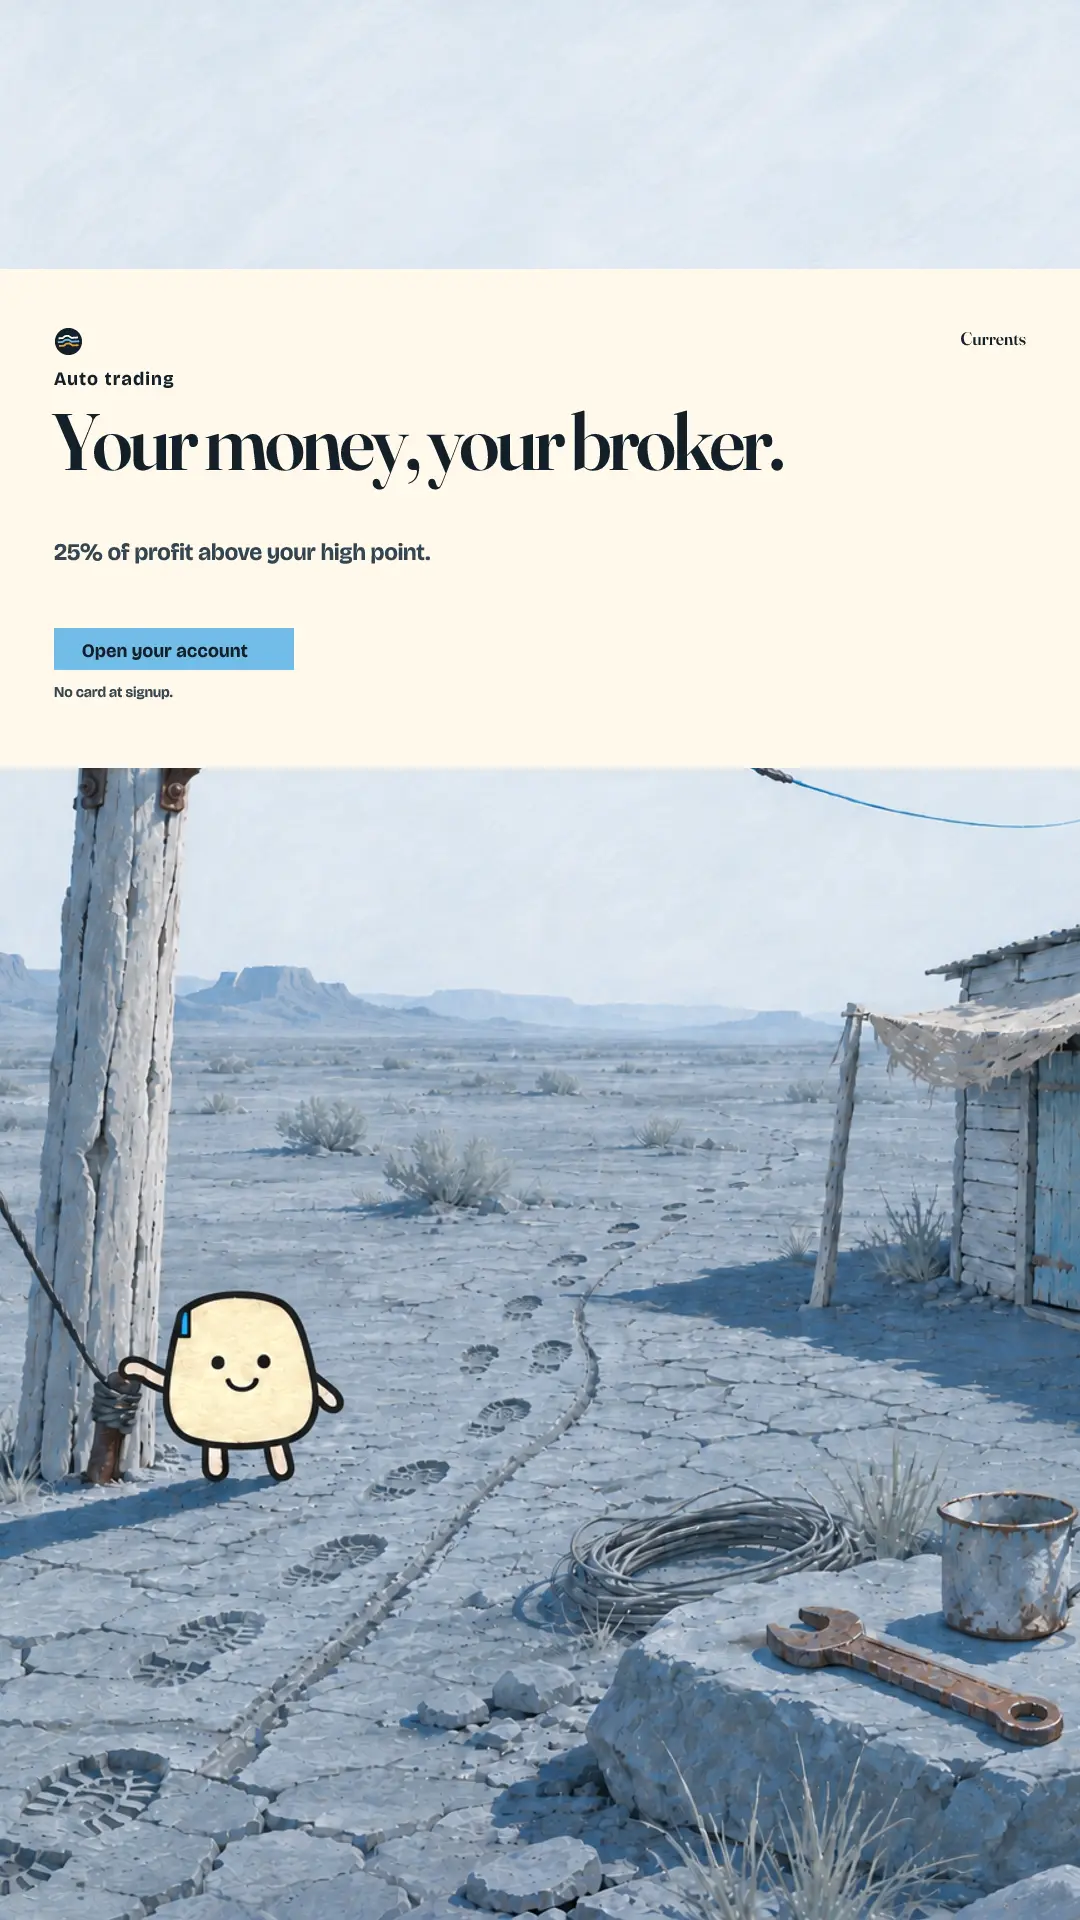 Currents
Auto trading
Your money, your broker.
25% of profit above your high point.
Open your account
No card at signup.